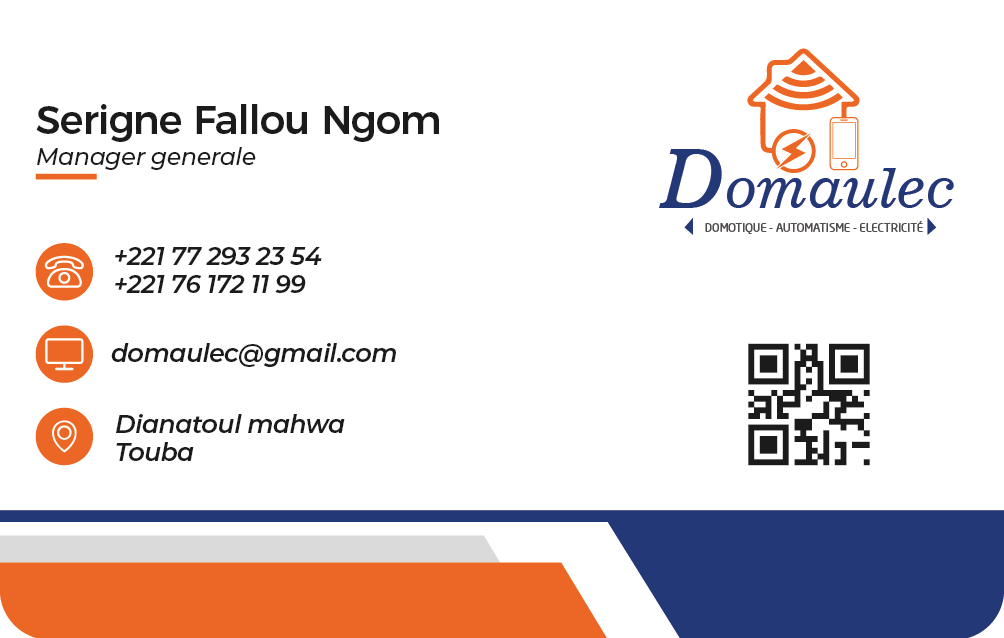 Serigne Fallou Ngom
Manager generale
+221 77 293 23 54
+221 76 172 11 99
domaulec@gmail.com
Dianatoul mahwa
Touba
Domaulec
DOMOTIQUE - AUTOMATISME - ELECTRICITÉ